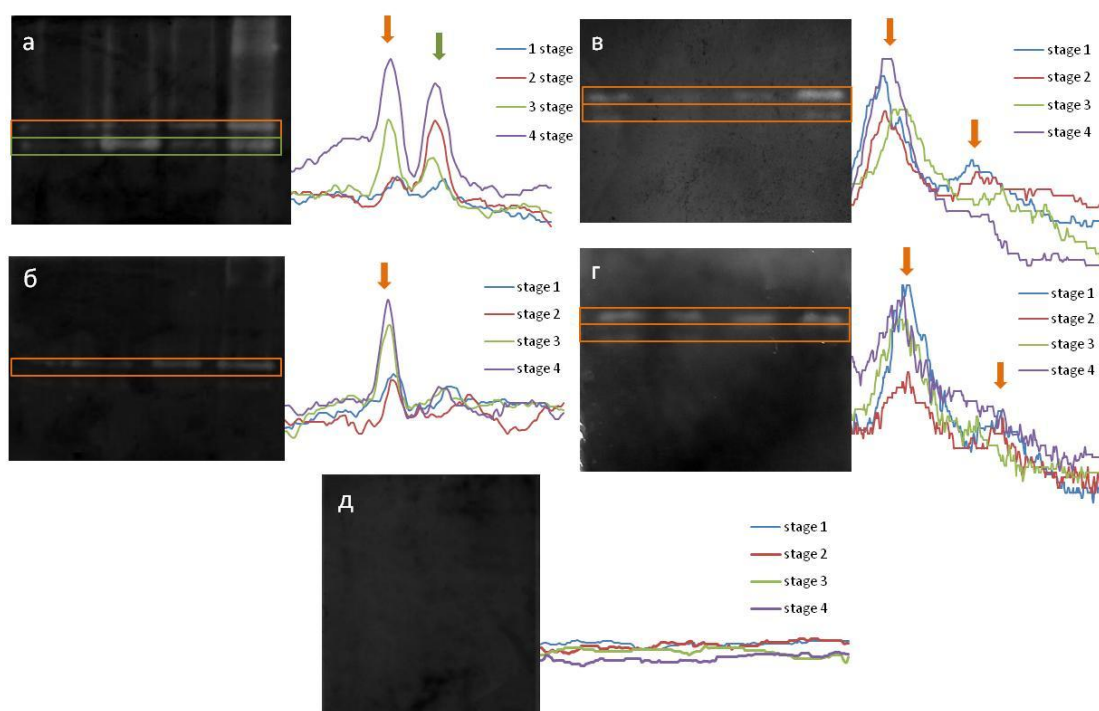 а
1 stage
2 stage
3 stage
4 stage
в
stage 1
stage 2
stage 3
stage 4
б
stage 1
stage 2
stage 3
stage 4
г
stage 1
stage 2
stage 3
stage 4
д
stage 1
stage 2
stage 3
stage 4